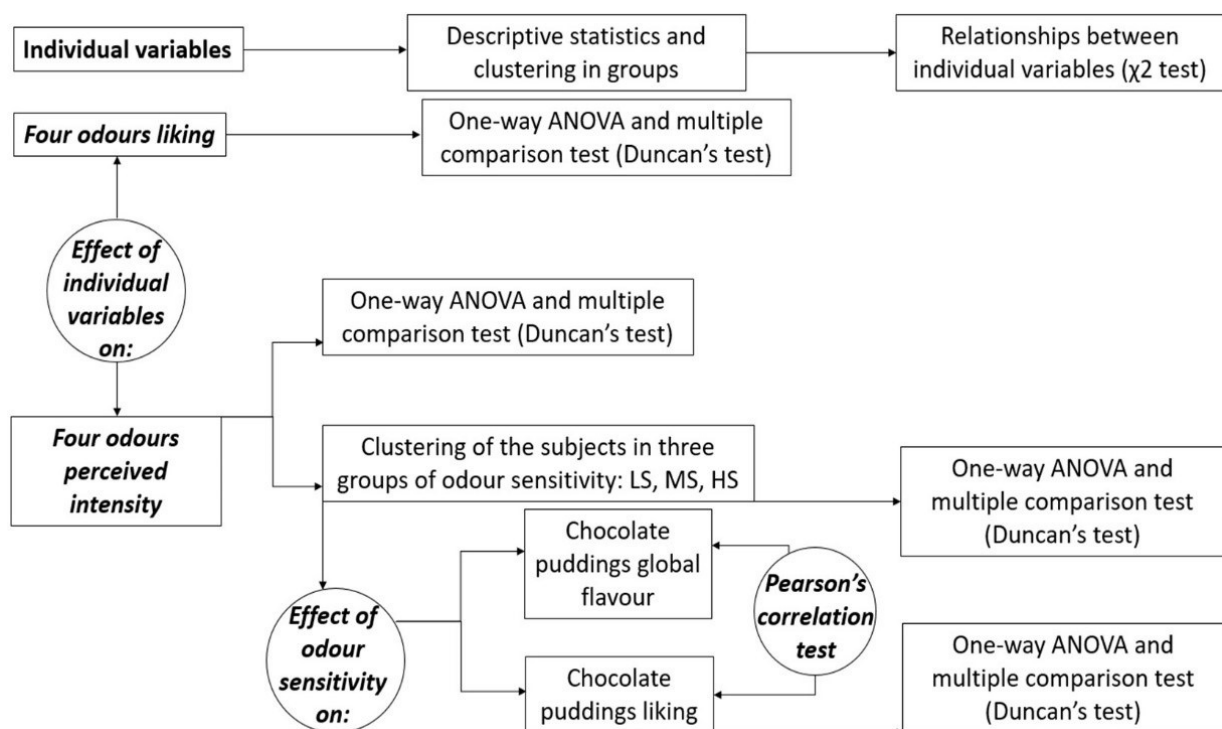 Individual variables
Descriptive statistics and
clustering in groups
Relationships between
individual variables (χ2 test)
Four odours liking
One-way ANOVA and multiple
comparison test (Duncan’s test)
Effect of
individual
variables
on:
One-way ANOVA and multiple
comparison test (Duncan’s test)
Four odours
perceived
intensity
Clustering of the subjects in three
groups of odour sensitivity: LS, MS, HS
One-way ANOVA and
multiple comparison test
(Duncan’s test)
Effect of
odour
sensitivity
on:
Chocolate
puddings global
flavour
Pearson’s
correlation
test
Chocolate
puddings liking
One-way ANOVA and
multiple comparison test
(Duncan’s test)